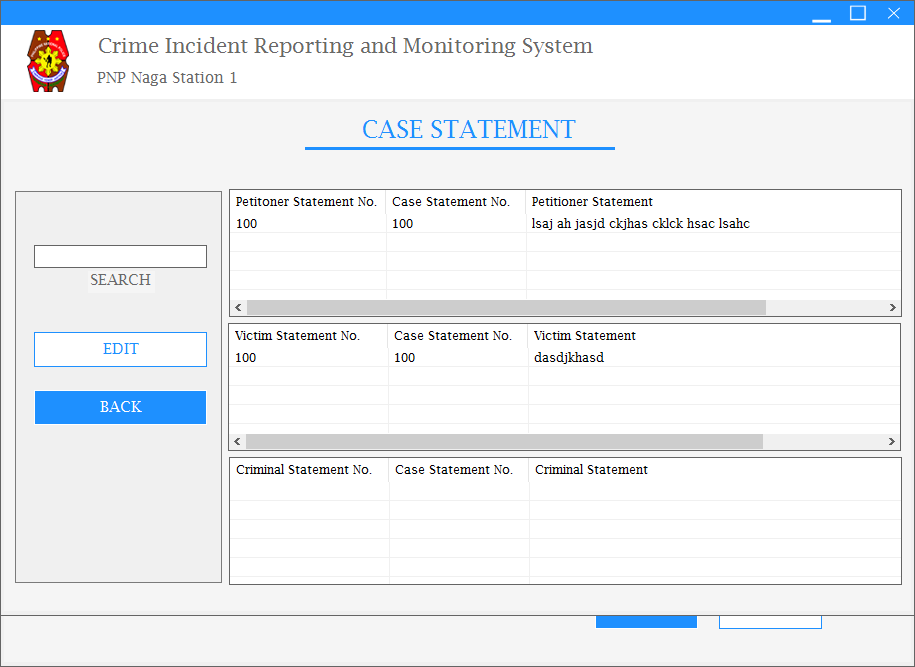 Crime Incident Reporting and Monitoring System
PNP Naga Station 1
CASE STATEMENT
SEARCH
EDIT
BACK
Petitoner Statement No. Case Statement No. Petitioner Statement
100 100 lsaj ah jasjd ckjhas cklck hsac lsahc
Victim Statement No. Case Statement No. Victim Statement
100 100 dasdjkhasd
Criminal Statement No. Case Statement No. Criminal Statement